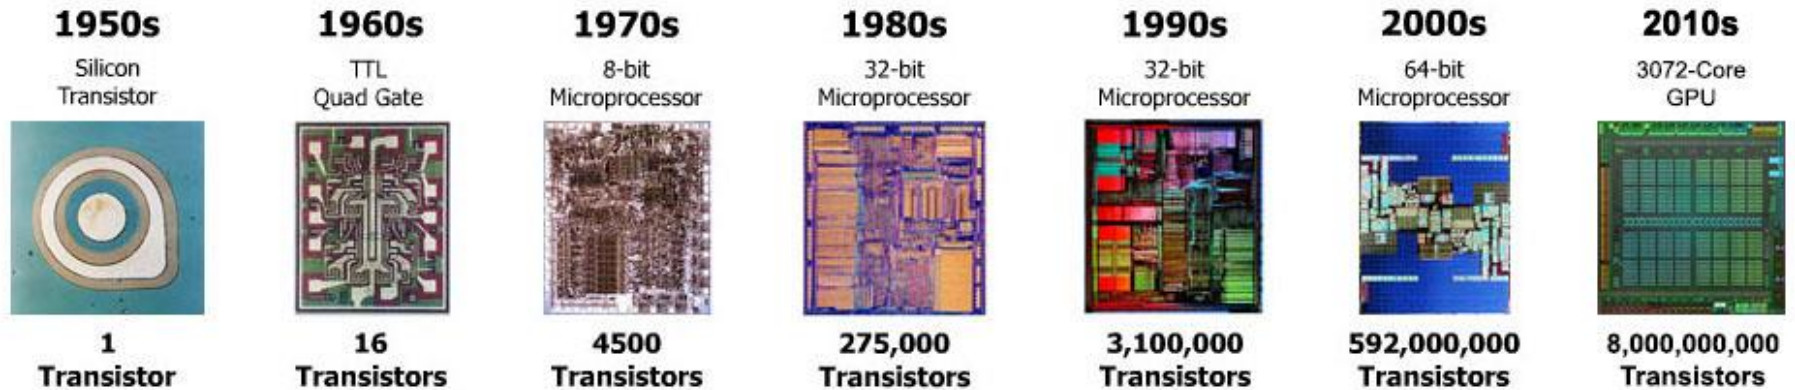 1950s
Silicon
Transistor
1
Transistor
1960s
TTL
Quad Gate
16
Transistors
1970s
8-bit
Microprocessor
4500
Transistors
1980s
32-bit
Microprocessor
275,000
Transistors
1990s
32-bit
Microprocessor
3,100,000
Transistors
2000s
64-bit
Microprocessor
592,000,000
Transistors
2010s
3072-Core
GPU
8,000,000,000
Transistors